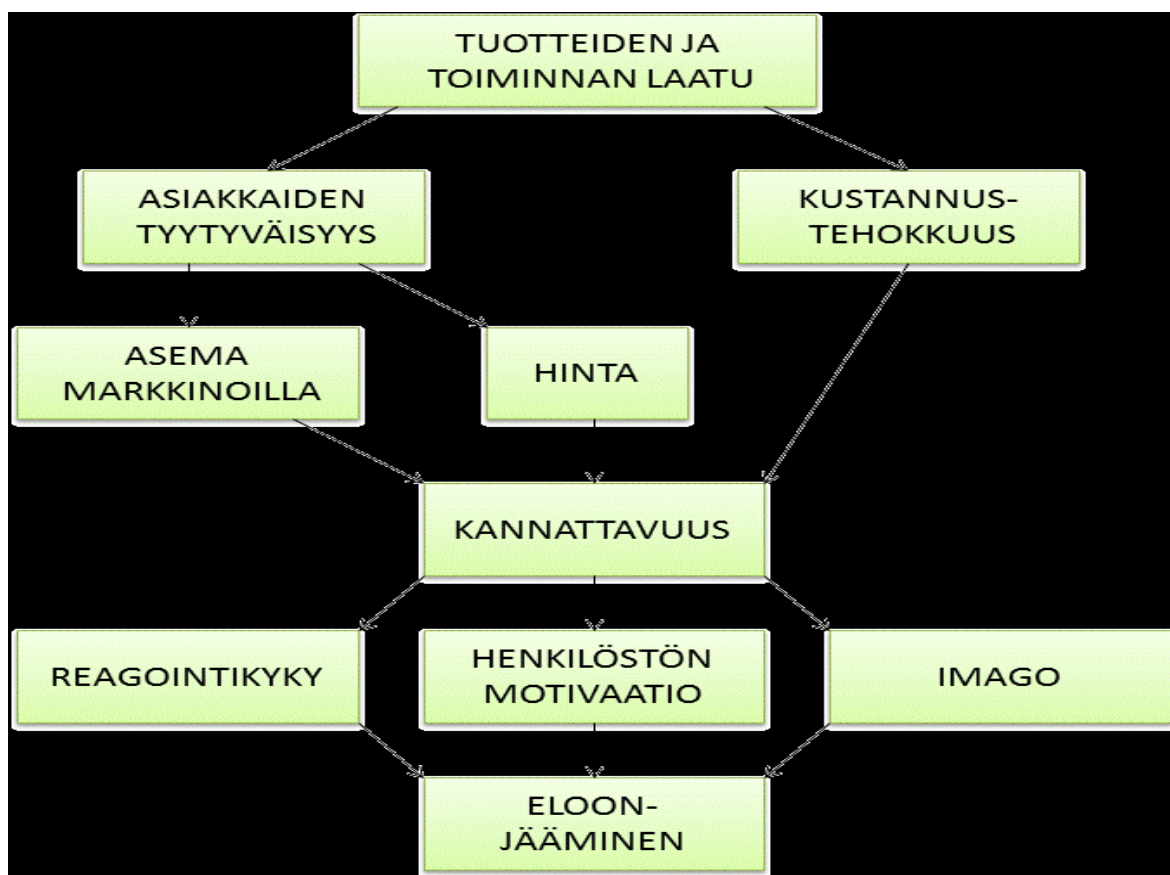 TUOTTEIDEN JA
TOIMINNAN LAATU
ASIAKKAIDEN
TYYTYVÄISYYS
KUSTANNUS-
TEHOKKUUS
ASEMA
MARKKINOILLA
HINTA
KANNATTAVUUS
REAGOINTIKYKY
HENKILÖSTÖN
MOTIVAATIO
IMAGO
ELOON-
JÄÄMINEN